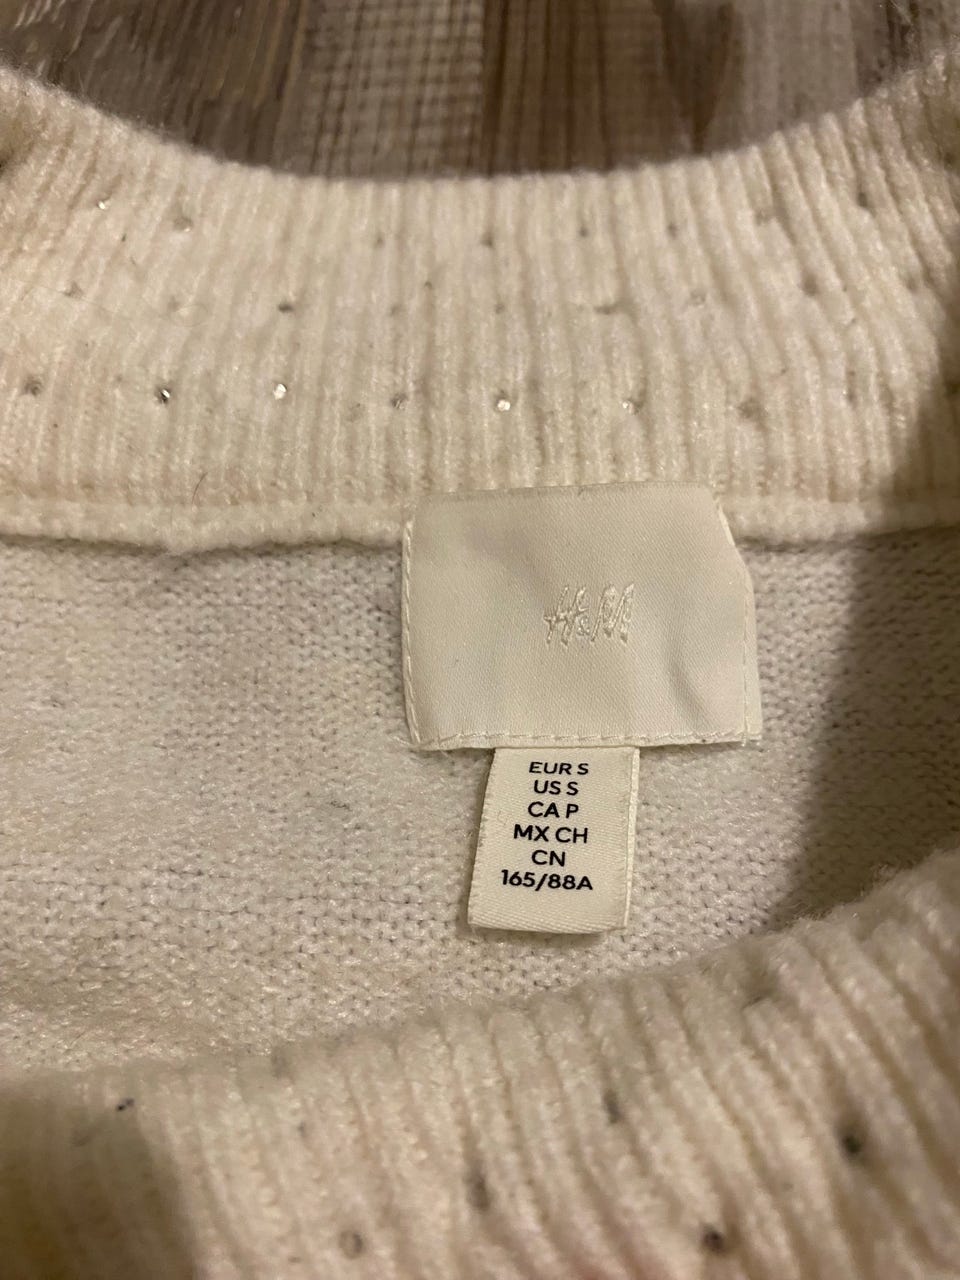 H&M
EUR S
US S
CA P
MX CH
CN
165/88A